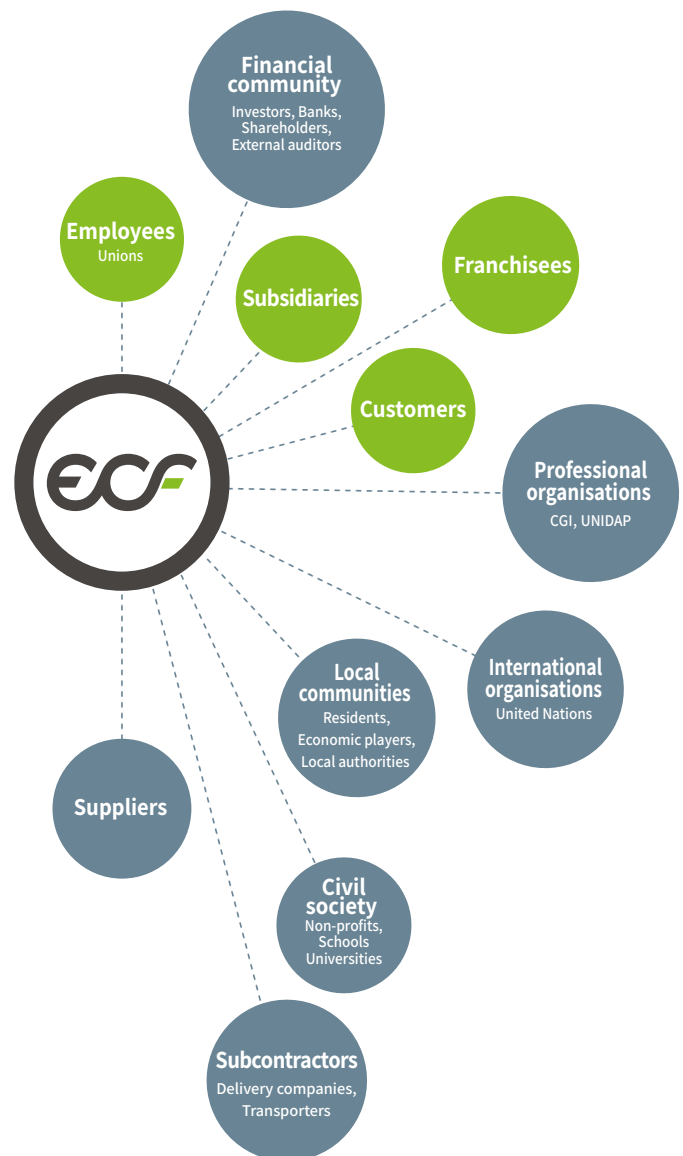 Financial
community
Investors, Banks,
Shareholders,
External auditors
Employees
Unions
Subsidiaries
Franchisees
Customers
ECF
Professional
organisations
CGI, UNIDAP
International
organisations
United Nations
Local
communities
Residents,
Economic players,
Local authorities
Suppliers
Civil
society
Non-profits,
Schools
Universities
Subcontractors
Delivery companies,
Transporters